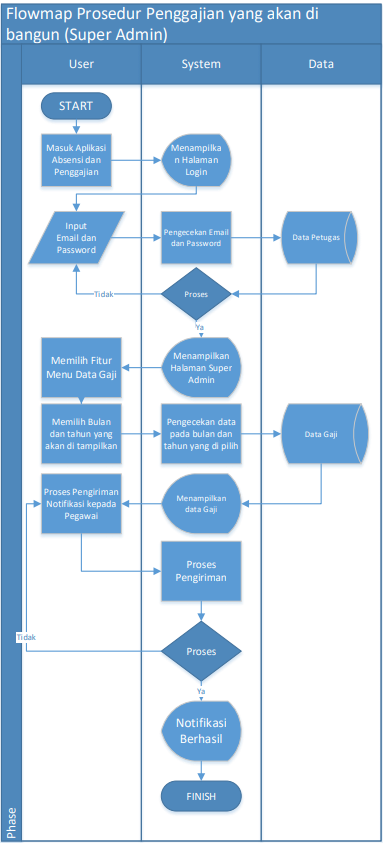 Flowmap Prosedur Penggajian yang akan di
bangun (Super Admin)
User
System
Data
START
Masuk Aplikasi
Absensi dan
Penggajian
Menampilka
n Halaman
Login
Input
Email dan
Password
Pengecekan Email
dan Password
Data Petugas
Proses
Tidak
Ya
Memilih Fitur
Menu Data Gaji
Menampilkan
Halaman Super
Admin
Memilih Bulan
dan tahun yang
akan di tampilkan
Pengecekan data
pada bulan dan
tahun yang di pilih
Data Gaji
Proses Pengiriman
Notifikasi kepada
Pegawai
Menampilkan
data Gaji
Proses
Pengiriman
Tidak
Proses
Ya
Notifikasi
Berhasil
FINISH
Phase